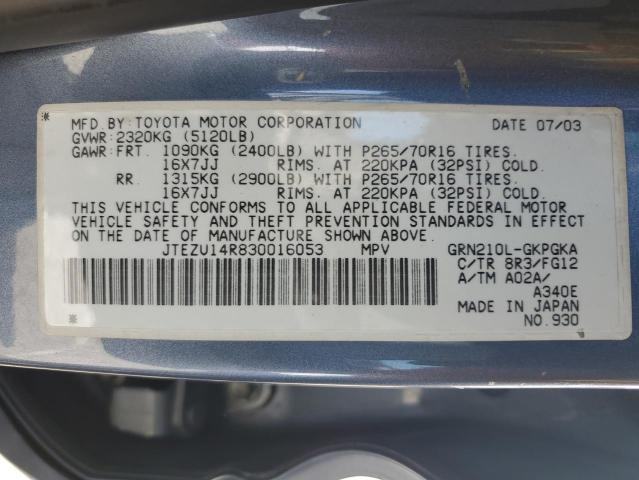 MFD. BY: TOYOTA MOTOR CORPORATION DATE 07/03
GVWR: 2320KG (5120LB)
GAWR: FRT. 1090KG (2400LB) WITH P265/70R16 TIRES.
16X7JJ RIMS. AT 220KPA (32PSI) COLD.
RR. 1315KG (2900LB) WITH P265/70R16 TIRES.
16X7JJ RIMS. AT 220KPA (32PSI) COLD.
THIS VEHICLE CONFORMS TO ALL APPLICABLE FEDERAL MOTOR
VEHICLE SAFETY AND THEFT PREVENTION STANDARDS IN EFFECT
ON THE DATE OF MANUFACTURE SHOWN ABOVE.
JTEZU14R830016053 MPV GRN210L-GKPGKA
C/TR 8R3/FG12
A/TM A02A/
A340E
MADE IN JAPAN
NO.930